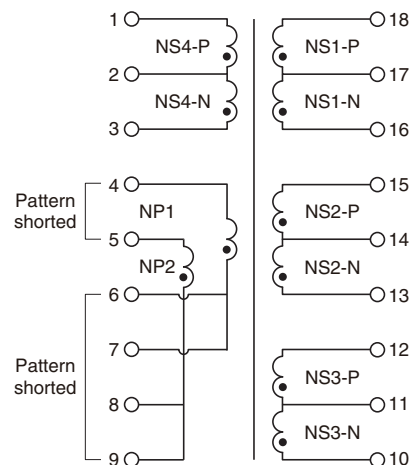 1
NS4-P
2
NS4-N
3
18
NS1-P
17
NS1-N
16
4
Pattern
shorted
NP1
5
NP2
6
15
NS2-P
14
NS2-N
13
7
Pattern
shorted
8
9
12
NS3-P
11
NS3-N
10